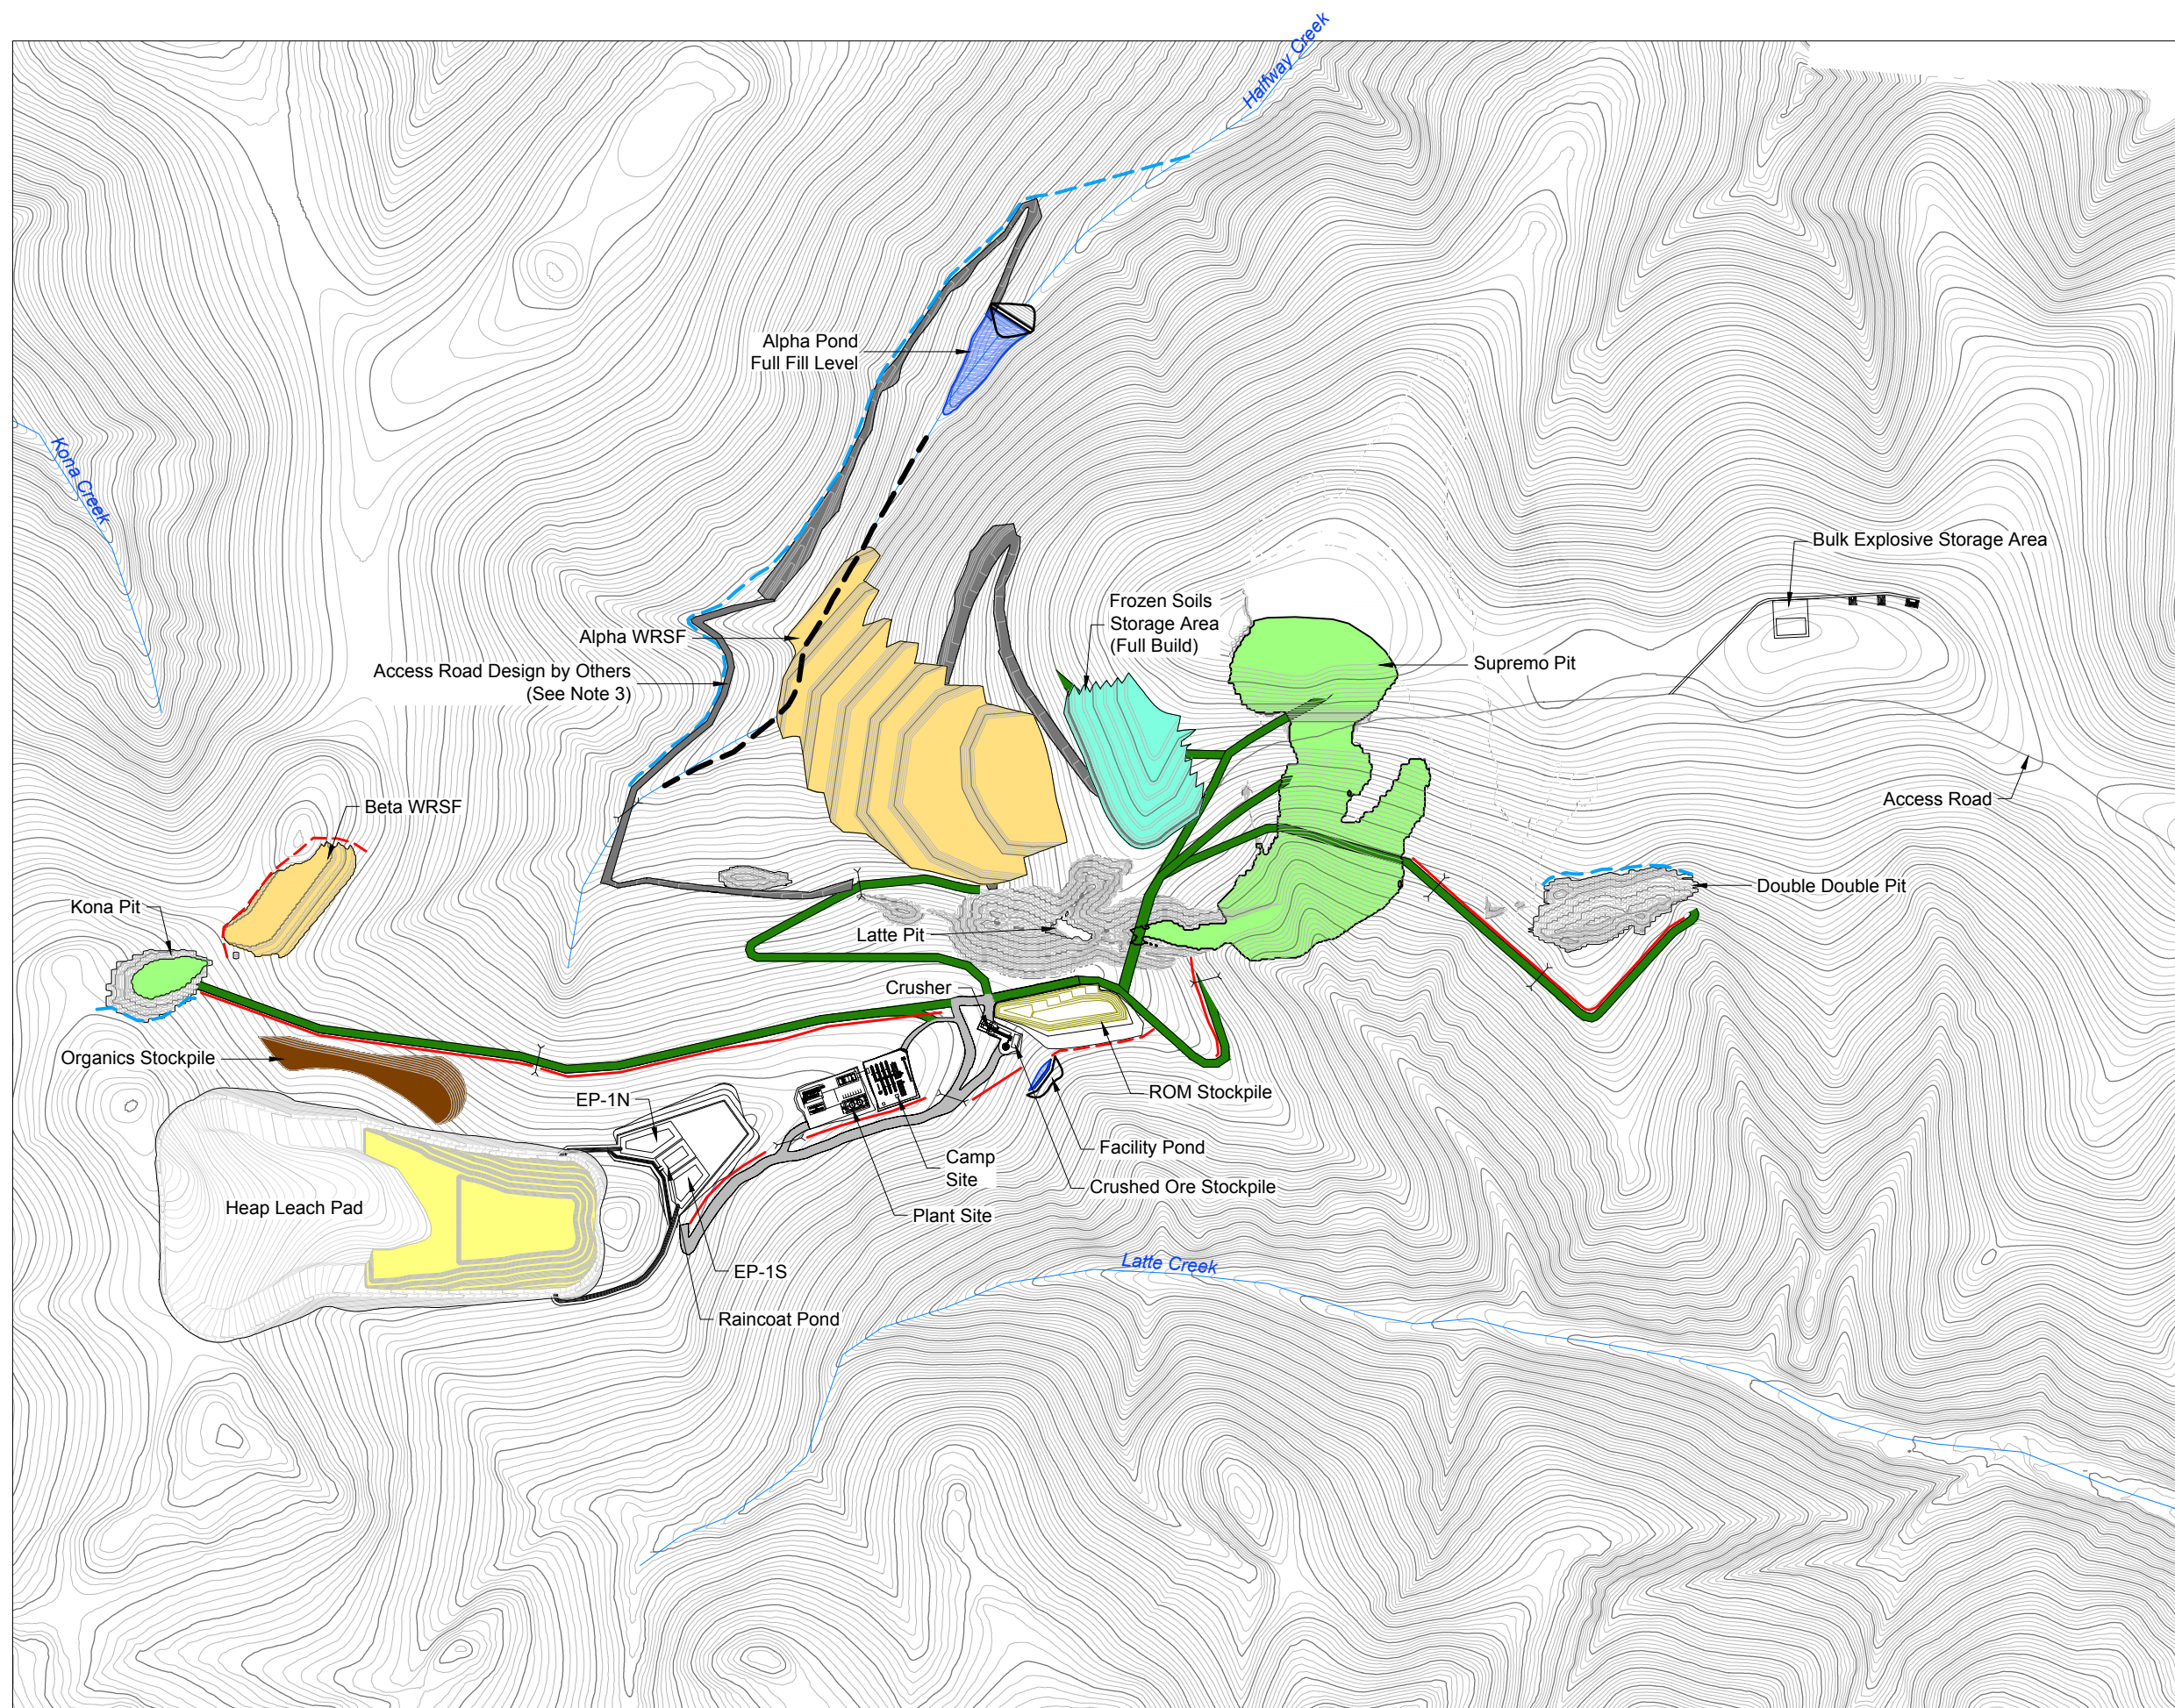 Halfway Creek
Alpha Pond
Full Fill Level
Kona Creek
Bulk Explosive Storage Area
Frozen Soils
Storage Area
(Full Build)
Alpha WRSF
Supremo Pit
Access Road Design by Others
(See Note 3)
Access Road
Beta WRSF
Double Double Pit
Kona Pit
Latte Pit
Crusher
Organics Stockpile
ROM Stockpile
EP-1N
Facility Pond
Camp
Site
Crushed Ore Stockpile
Heap Leach Pad
Plant Site
EP-1S
Latte Creek
Raincoat Pond